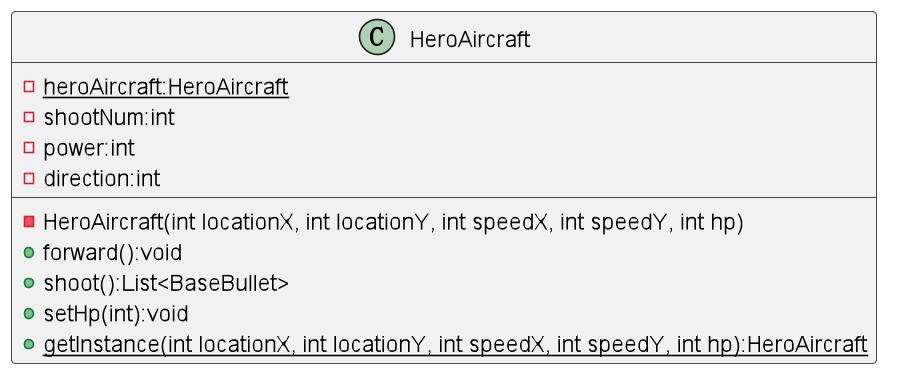 C HeroAircraft
heroAircraft:HeroAircraft
shootNum:int
power:int
direction:int
HeroAircraft(int locationX, int locationY, int speedX, int speedY, int hp)
forward():void
shoot():List<BaseBullet>
setHp(int):void
getInstance(int locationX, int locationY, int speedX, int speedY, int hp):HeroAircraft